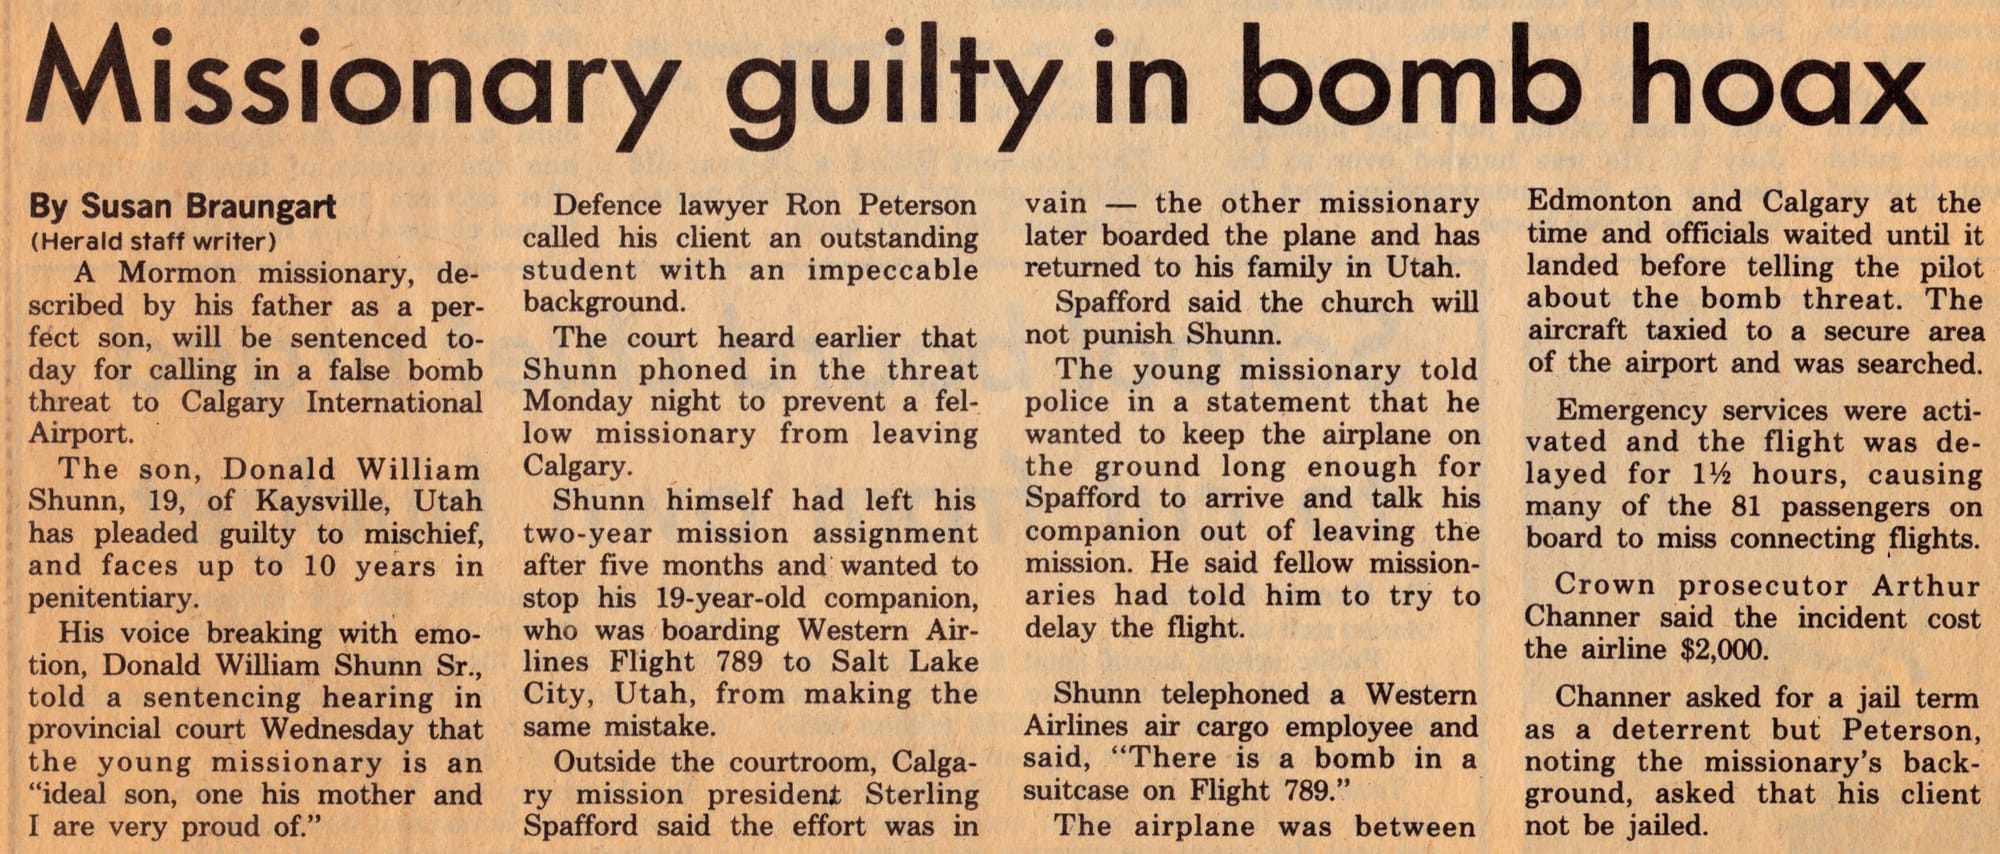 Missionary guilty in bomb hoax
By Susan Braungart
(Herald staff writer)
A Mormon missionary, de-
scribed by his father as a per-
fect son, will be sentenced to-
day for calling in a false bomb
threat to Calgary International
Airport.
The son, Donald William
Shunn, 19, of Kaysville, Utah
has pleaded guilty to mischief,
and faces up to 10 years in
penitentiary.
His voice breaking with emo-
tion, Donald William Shunn Sr.,
told a sentencing hearing in
provincial court Wednesday that
the young missionary is an
“ideal son, one his mother and
I are very proud of.”
Defence lawyer Ron Peterson
called his client an outstanding
student with an impeccable
background.
The court heard earlier that
Shunn phoned in the threat
Monday night to prevent a fel-
low missionary from leaving
Calgary.
Shunn himself had left his
two-year mission assignment
after five months and wanted to
stop his 19-year-old companion,
who was boarding Western Air-
lines Flight 789 to Salt Lake
City, Utah, from making the
same mistake.
Outside the courtroom, Calga-
ry mission president Sterling
Spafford said the effort was in
vain — the other missionary
later boarded the plane and has
returned to his family in Utah.
Spafford said the church will
not punish Shunn.
The young missionary told
police in a statement that he
wanted to keep the airplane on
the ground long enough for
Spafford to arrive and talk his
companion out of leaving the
mission. He said fellow mission-
aries had told him to try to
delay the flight.
Shunn telephoned a Western
Airlines air cargo employee and
said, “There is a bomb in a
suitcase on Flight 789.”
The airplane was between
Edmonton and Calgary at the
time and officials waited until it
landed before telling the pilot
about the bomb threat. The
aircraft taxied to a secure area
of the airport and was searched.
Emergency services were acti-
vated and the flight was de-
layed for 1½ hours, causing
many of the 81 passengers on
board to miss connecting flights.
Crown prosecutor Arthur
Channer said the incident cost
the airline $2,000.
Channer asked for a jail term
as a deterrent but Peterson,
noting the missionary’s back-
ground, asked that his client
not be jailed.